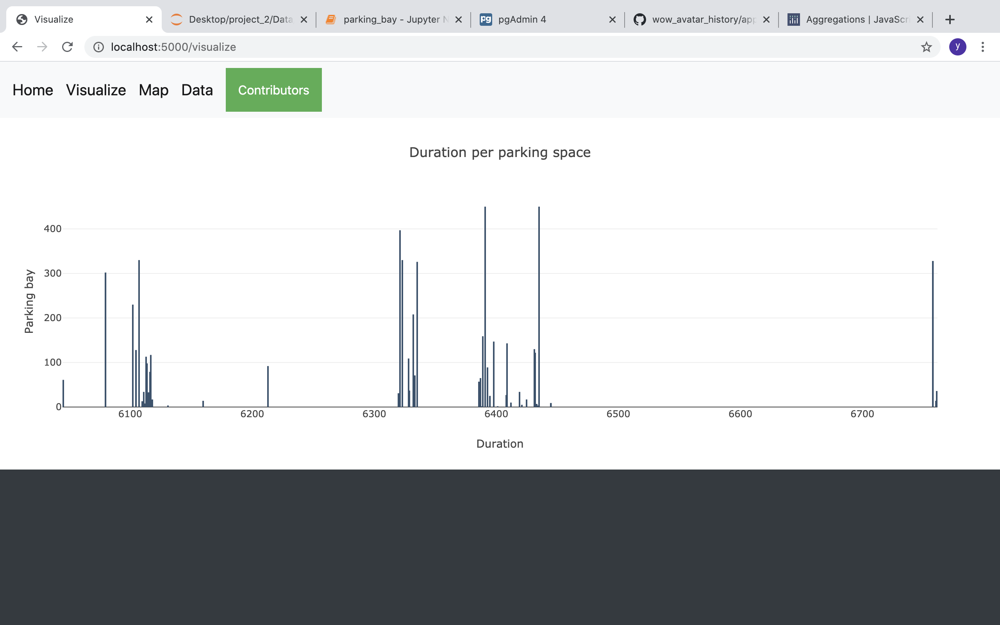 Visualize
Desktop/project_2/Data
parking_bay - Jupyter N
pgAdmin 4
wow_avatar_history/app
Aggregations | JavaScri
localhost:5000/visualize
y
Home Visualize Map Data Contributors
Duration per parking space
400
300
200
100
0
Parking bay
6100 6200 6300 6400 6500 6600 6700
Duration